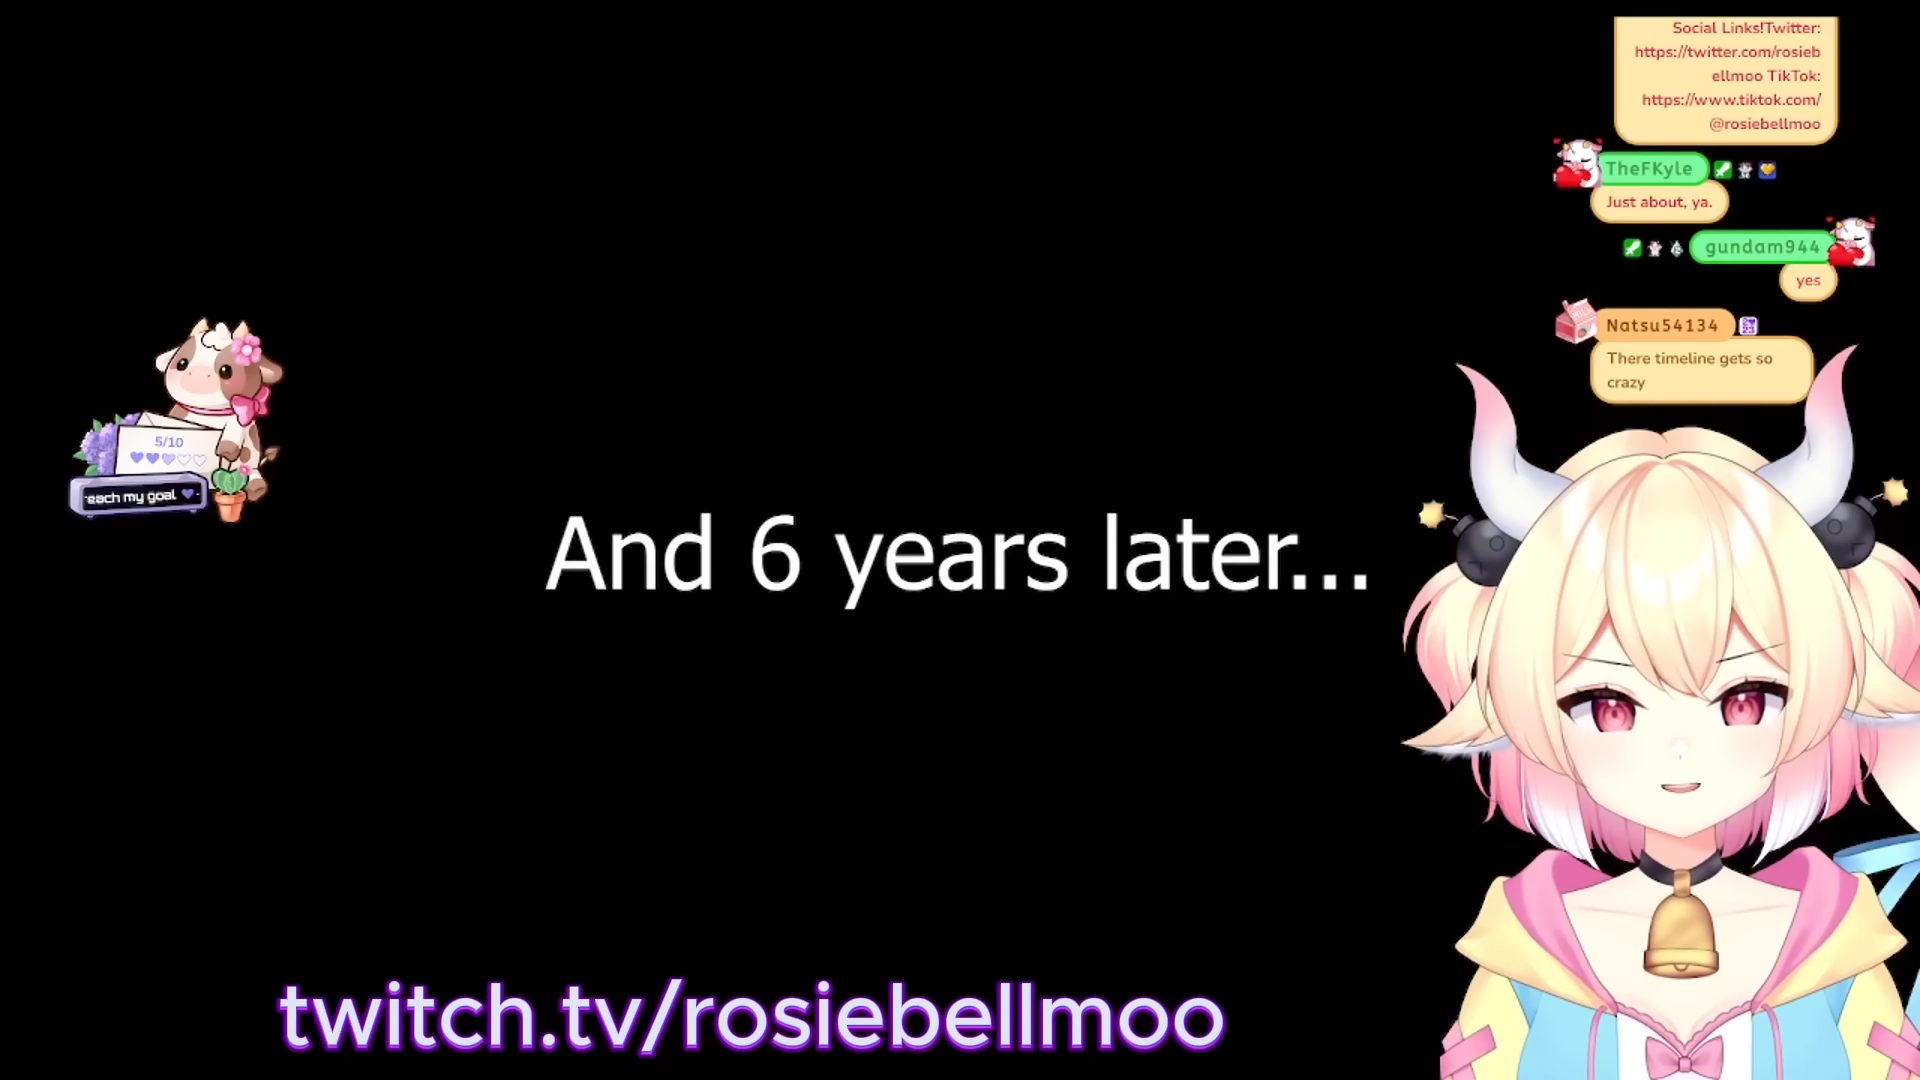 Social Links!Twitter:
https://twitter.com/rosieb
ellmoo TikTok:
https://www.tiktok.com/
@rosiebellmoo
TheFKyle
Just about, ya.
gundam944
yes
Natsu54134
There timeline gets so
crazy
5/10
each my goal
And 6 years later...
twitch.tv/rosiebellmoo